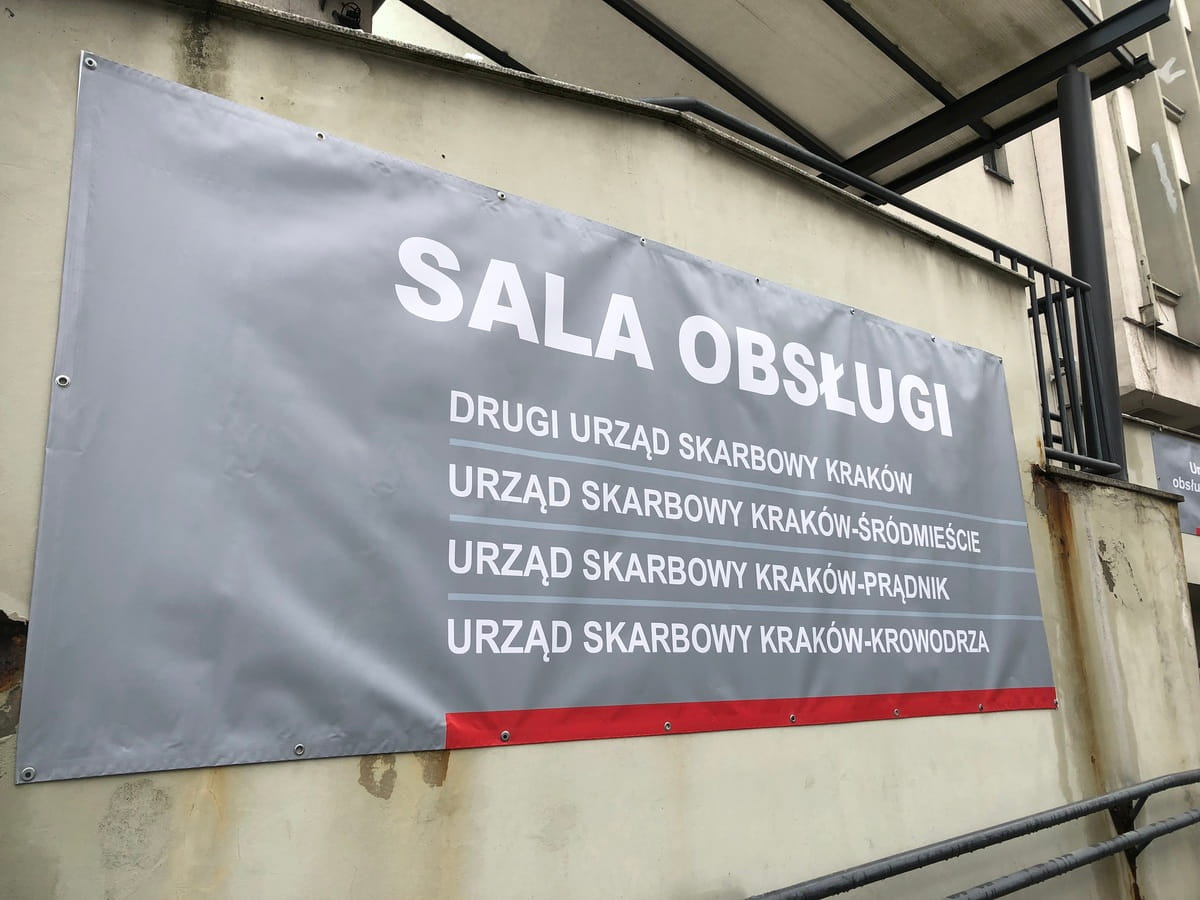 SALA OBSŁUGI
DRUGI URZĄD SKARBOWY KRAKÓW
URZĄD SKARBOWY KRAKÓW-ŚRÓDMIEŚCIE
URZĄD SKARBOWY KRAKÓW-PRĄDNIK
URZĄD SKARBOWY KRAKÓW-KROWODRZA